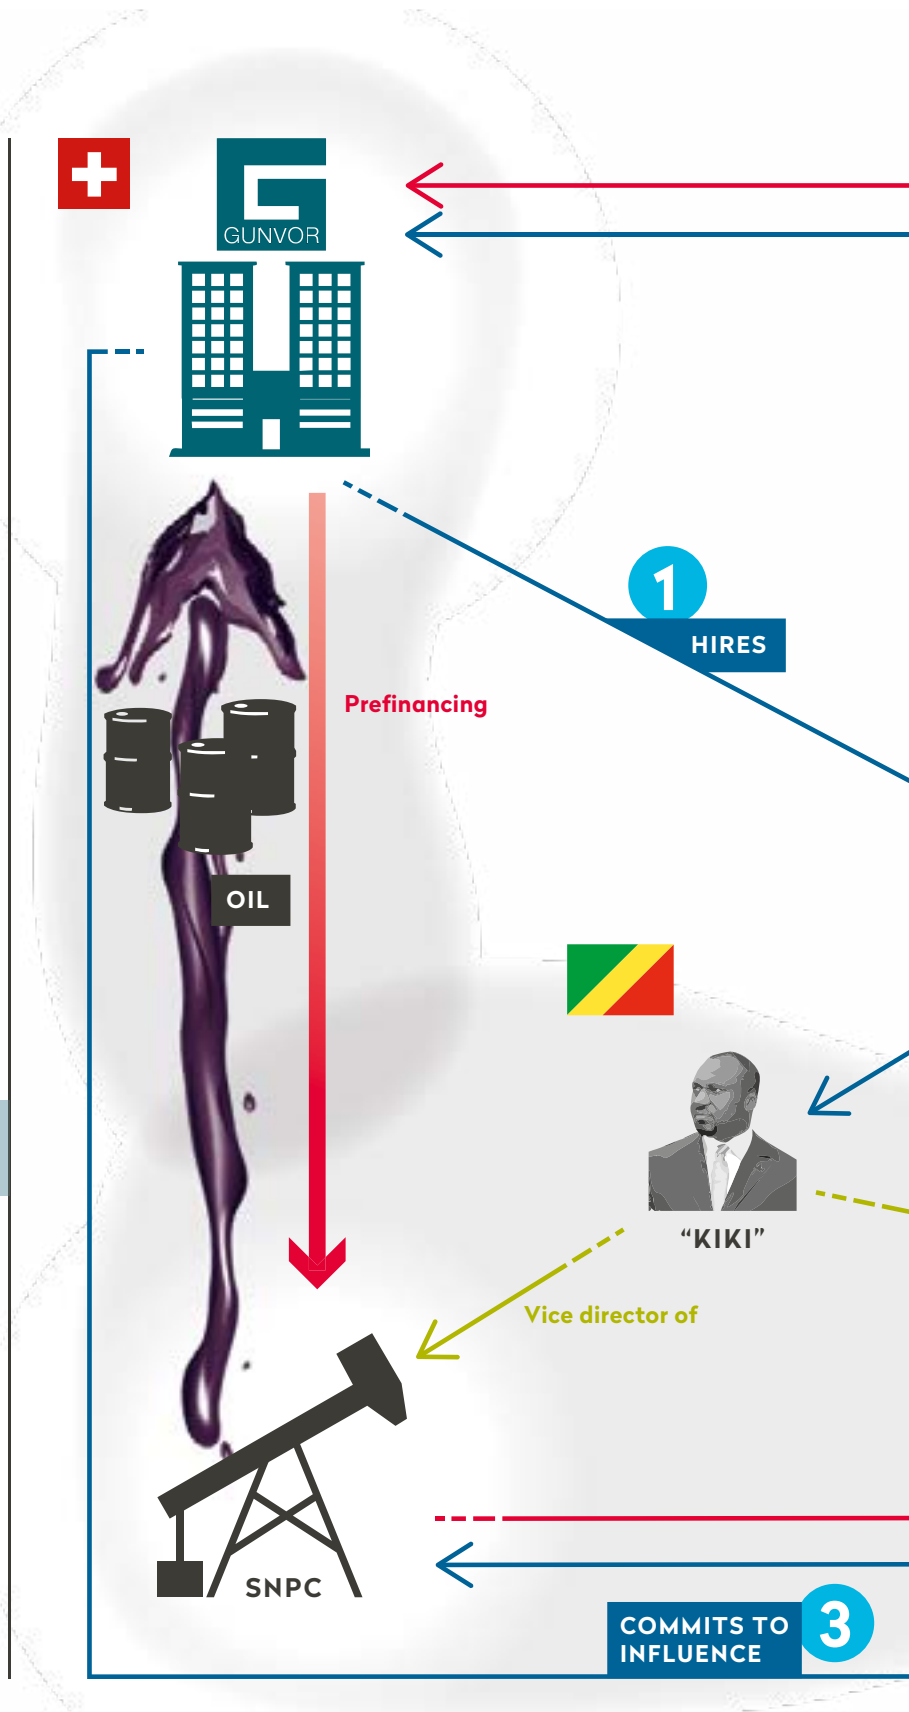 GUNVOR
1
HIRES
Prefinancing
OIL
“KIKI”
Vice director of
SNPC
COMMITS TO
INFLUENCE
3